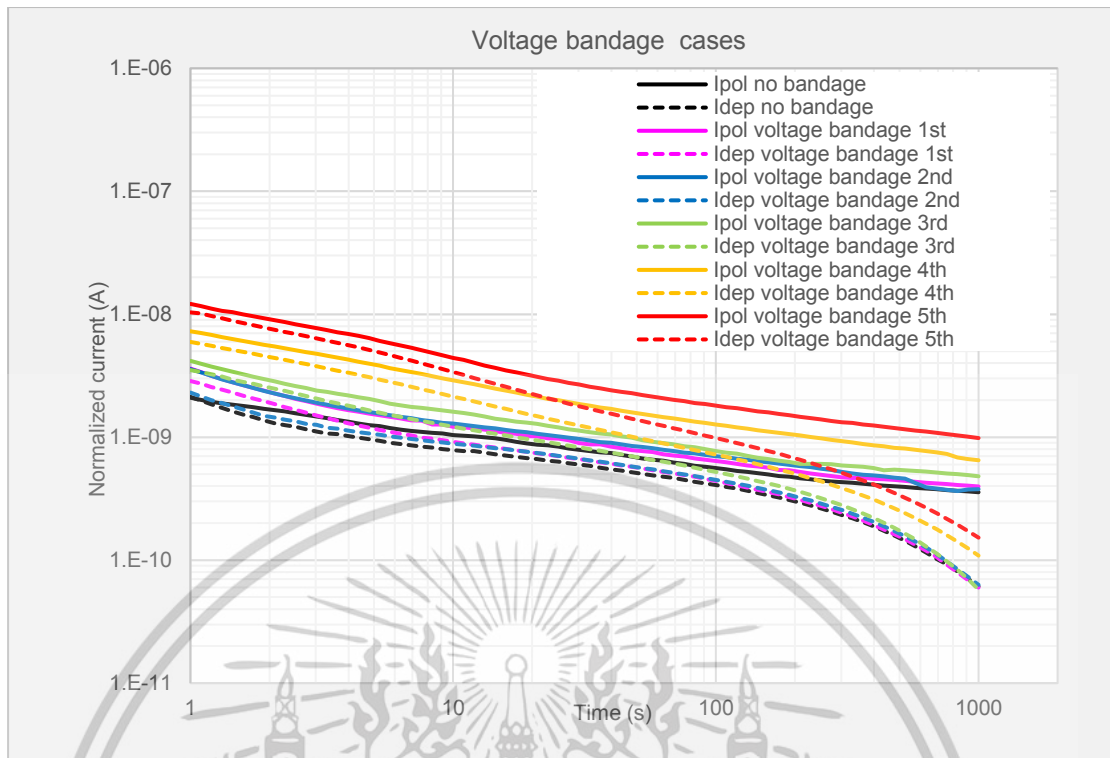 Voltage bandage cases
1.E-06
1.E-07
1.E-08
1.E-09
1.E-10
1.E-11
Normalized current (A)
Ipol no bandage
Idep no bandage
Ipol voltage bandage 1st
Idep voltage bandage 1st
Ipol voltage bandage 2nd
Idep voltage bandage 2nd
Ipol voltage bandage 3rd
Idep voltage bandage 3rd
Ipol voltage bandage 4th
Idep voltage bandage 4th
Ipol voltage bandage 5th
Idep voltage bandage 5th
1 10 100 1000
Time (s)